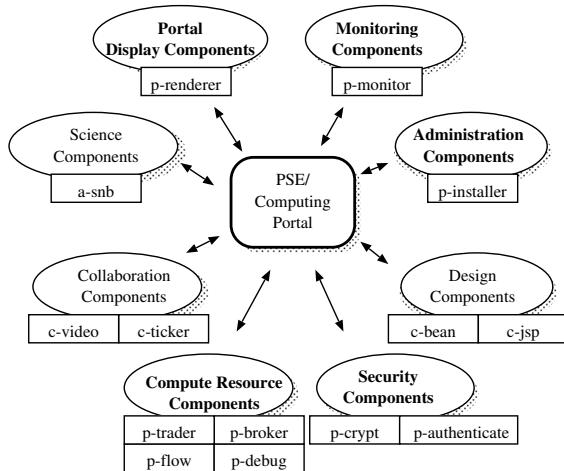 Portal
Display Components
p-renderer
Monitoring
Components
p-monitor
Science
Components
a-snb
Administration
Components
p-installer
PSE/
Computing
Portal
Collaboration
Components
c-video c-ticker
Design
Components
c-bean c-jsp
Compute Resource
Components
p-trader p-broker
p-flow p-debug
Security
Components
p-crypt p-authenticate